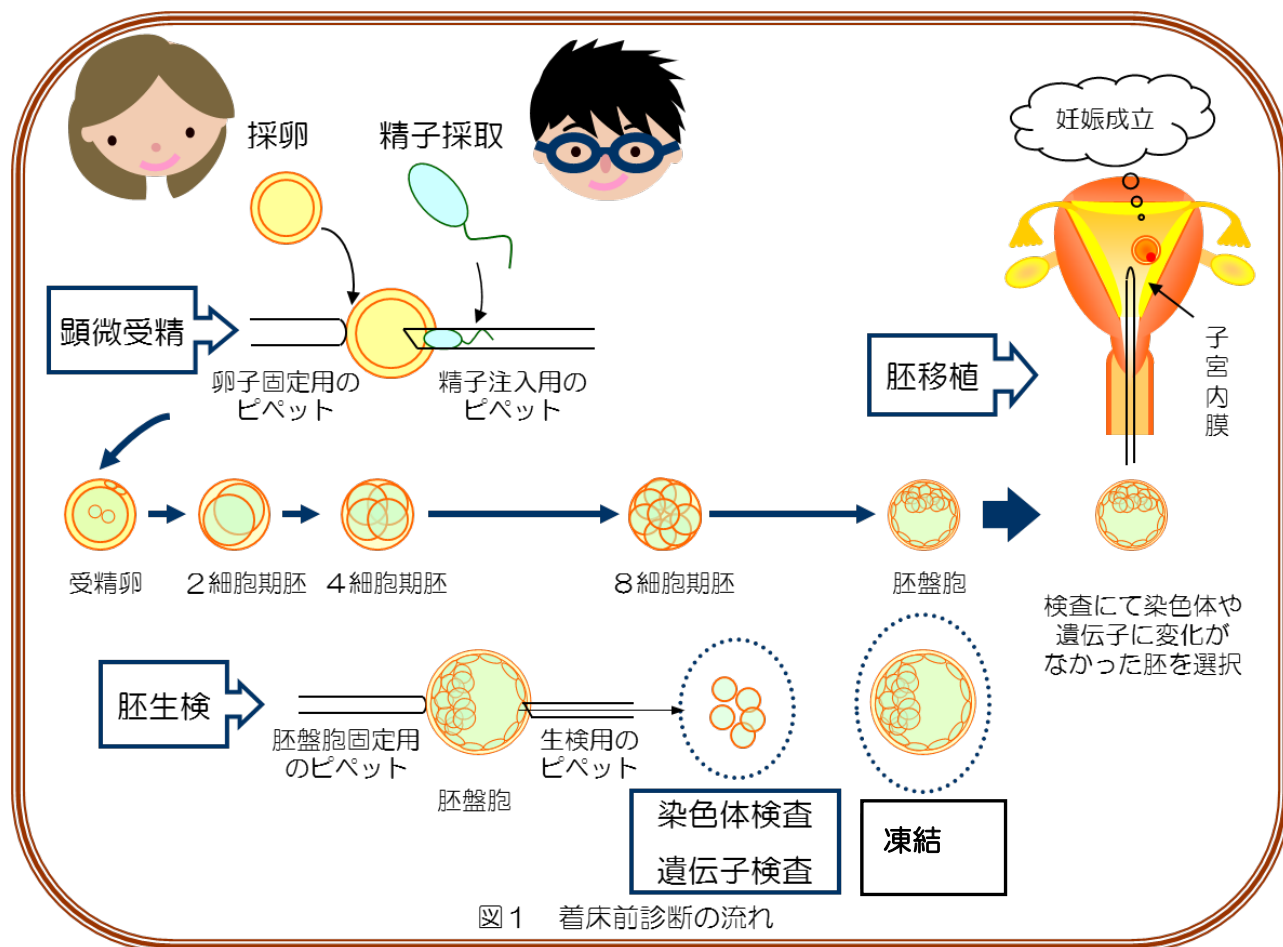 採卵
精子採取
妊娠成立
顕微受精
卵子固定用の
ピペット
精子注入用の
ピペット
胚移植
子宮内膜
受精卵
２細胞期胚
４細胞期胚
８細胞期胚
胚盤胞
検査にて染色体や
遺伝子に変化が
なかった胚を選択
胚生検
胚盤胞固定用
のピペット
胚盤胞
生検用の
ピペット
染色体検査
遺伝子検査
凍結
図１　着床前診断の流れ